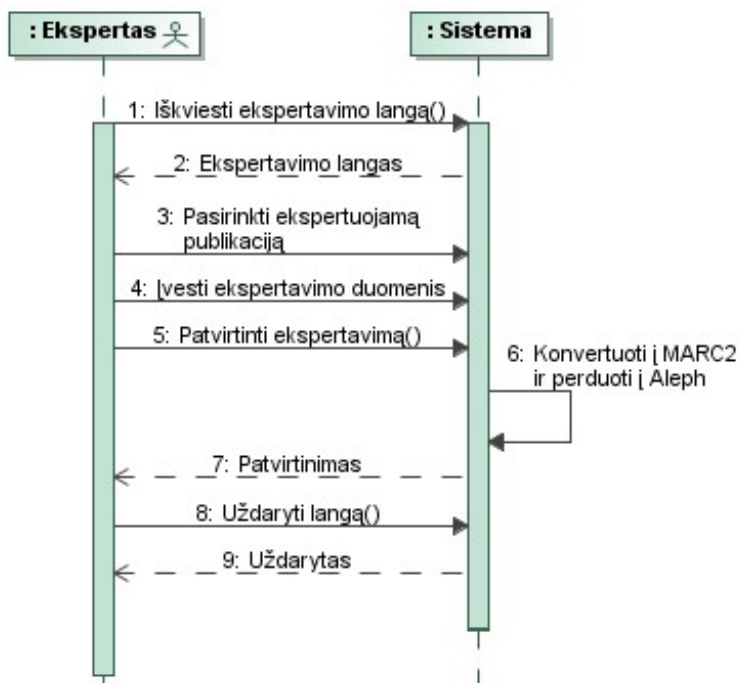 : Ekspertas
: Sistema
1: Iškviesti ekspertavimo langą()
2: Ekspertavimo langas
3: Pasirinkti ekspertuojamą
publikaciją
4: Įvesti ekspertavimo duomenis
5: Patvirtinti ekspertavimą()
6: Konvertuoti į MARC2
ir perduoti į Aleph
7: Patvirtinimas
8: Uždaryti langą()
9: Uždarytas